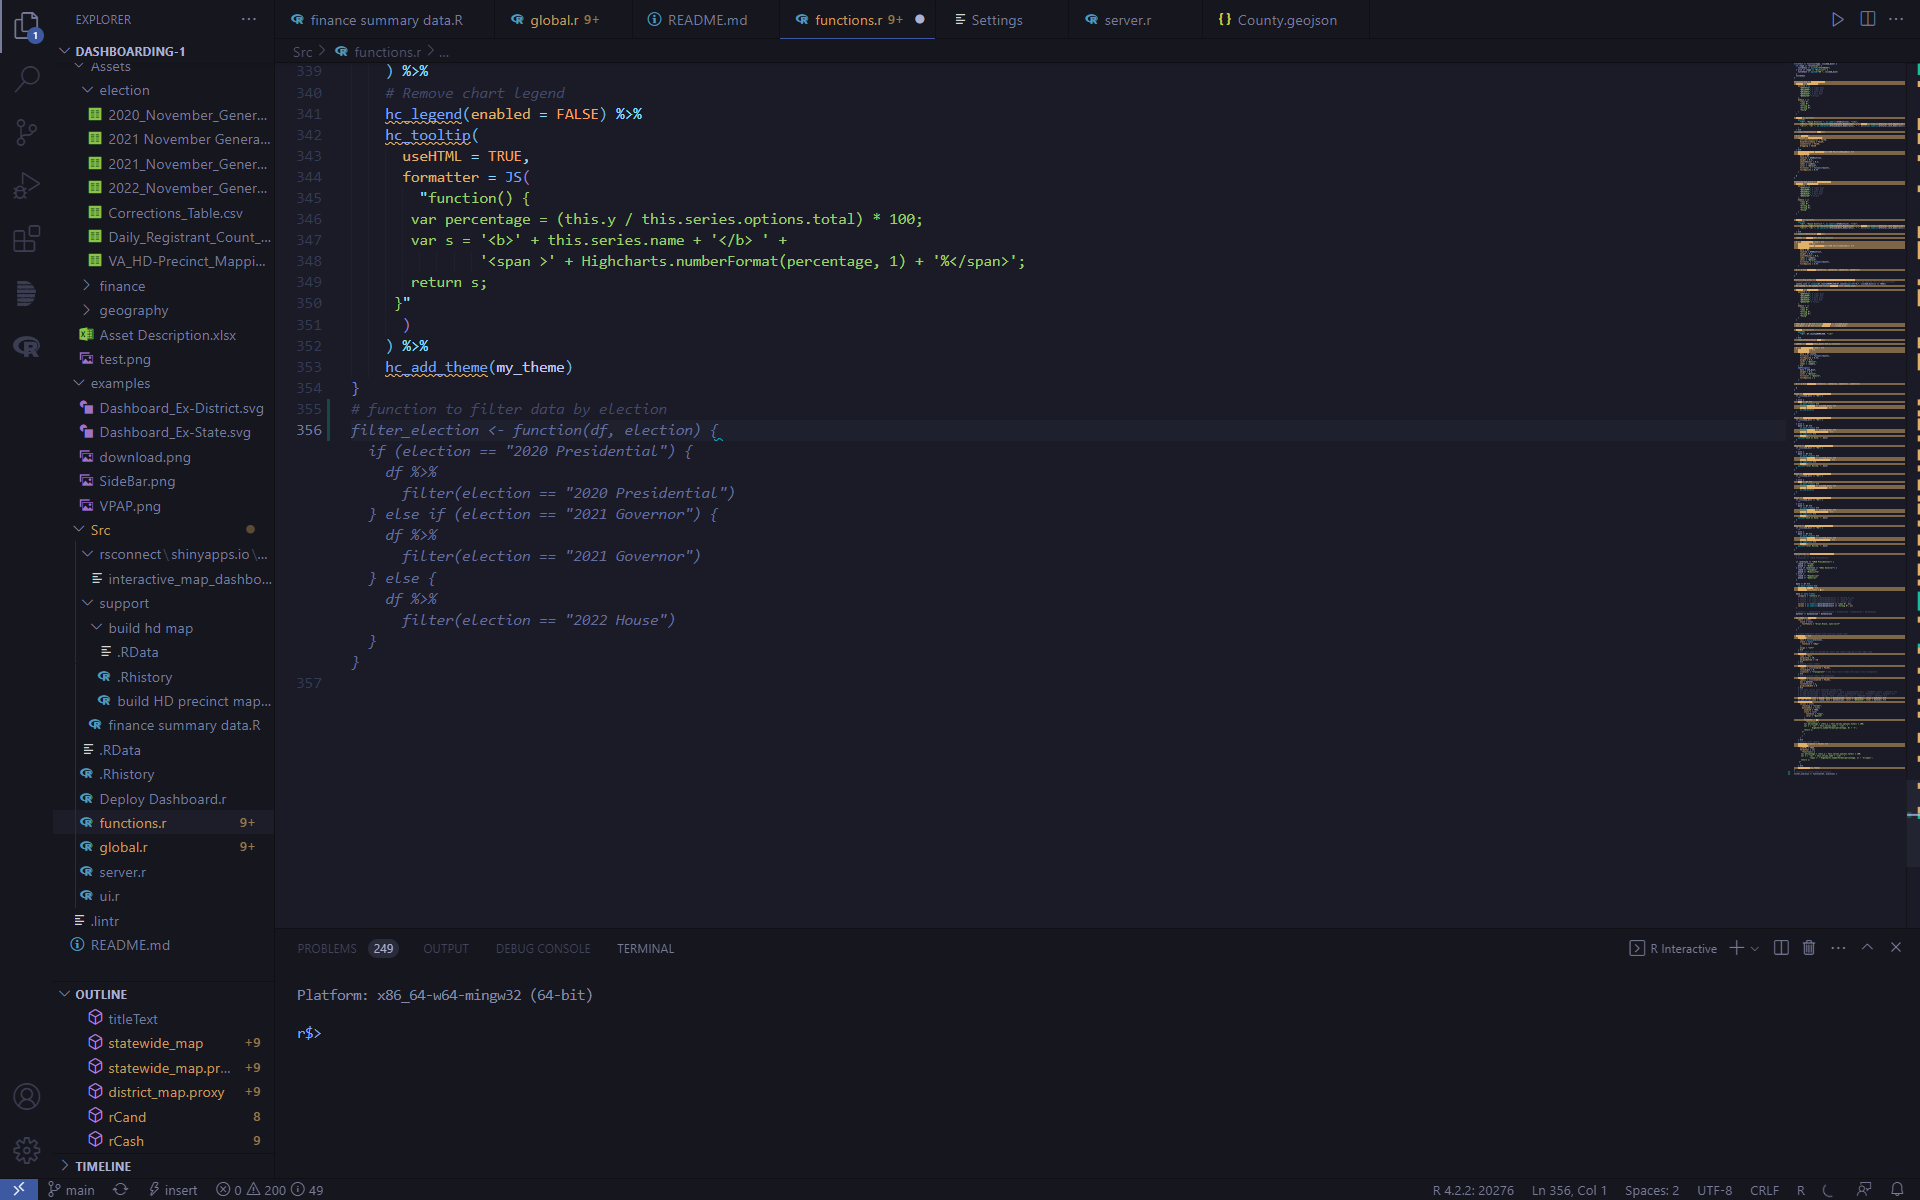 EXPLORER
finance summary data.R
global.r 9+
README.md
functions.r 9+
Settings
server.r
{} County.geojson
1
DASHBOARDING-1
Assets
election
2020_November_Gener...
2021 November Genera...
2021_November_Gener...
2022_November_Gener...
Corrections_Table.csv
Daily_Registrant_Count_...
VA_HD-Precinct_Mappi...
finance
geography
Asset Description.xlsx
test.png
examples
Dashboard_Ex-District.svg
Dashboard_Ex-State.svg
download.png
SideBar.png
VPAP.png
Src
rsconnect\shinyapps.io\...
interactive_map_dashbo...
support
build hd map
.RData
.Rhistory
build HD precinct map...
finance summary data.R
.RData
.Rhistory
Deploy Dashboard.r
functions.r 9+
global.r 9+
server.r
ui.r
.lintr
README.md
OUTLINE
titleText
statewide_map +9
statewide_map.pr... +9
district_map.proxy +9
rCand 8
rCash 9
TIMELINE
Src > functions.r > ...
339 ) %>%
340 # Remove chart legend
341 hc_legend(enabled = FALSE) %>%
342 hc_tooltip(
343 useHTML = TRUE,
344 formatter = JS(
345 "function() {
346 var percentage = (this.y / this.series.options.total) * 100;
347 var s = '<b>' + this.series.name + '</b> ' +
348 '<span >' + Highcharts.numberFormat(percentage, 1) + '%</span>';
349 return s;
350 }"
351 )
352 ) %>%
353 hc_add_theme(my_theme)
354 }
355 # function to filter data by election
356 filter_election <- function(df, election) {
if (election == "2020 Presidential") {
df %>%
filter(election == "2020 Presidential")
} else if (election == "2021 Governor") {
df %>%
filter(election == "2021 Governor")
} else {
df %>%
filter(election == "2022 House")
}
}
357
PROBLEMS 249 OUTPUT DEBUG CONSOLE TERMINAL
R Interactive
Platform: x86_64-w64-mingw32 (64-bit)
r$>
main insert 0 200 49
R 4.2.2: 20276 Ln 356, Col 1 Spaces: 2 UTF-8 CRLF R